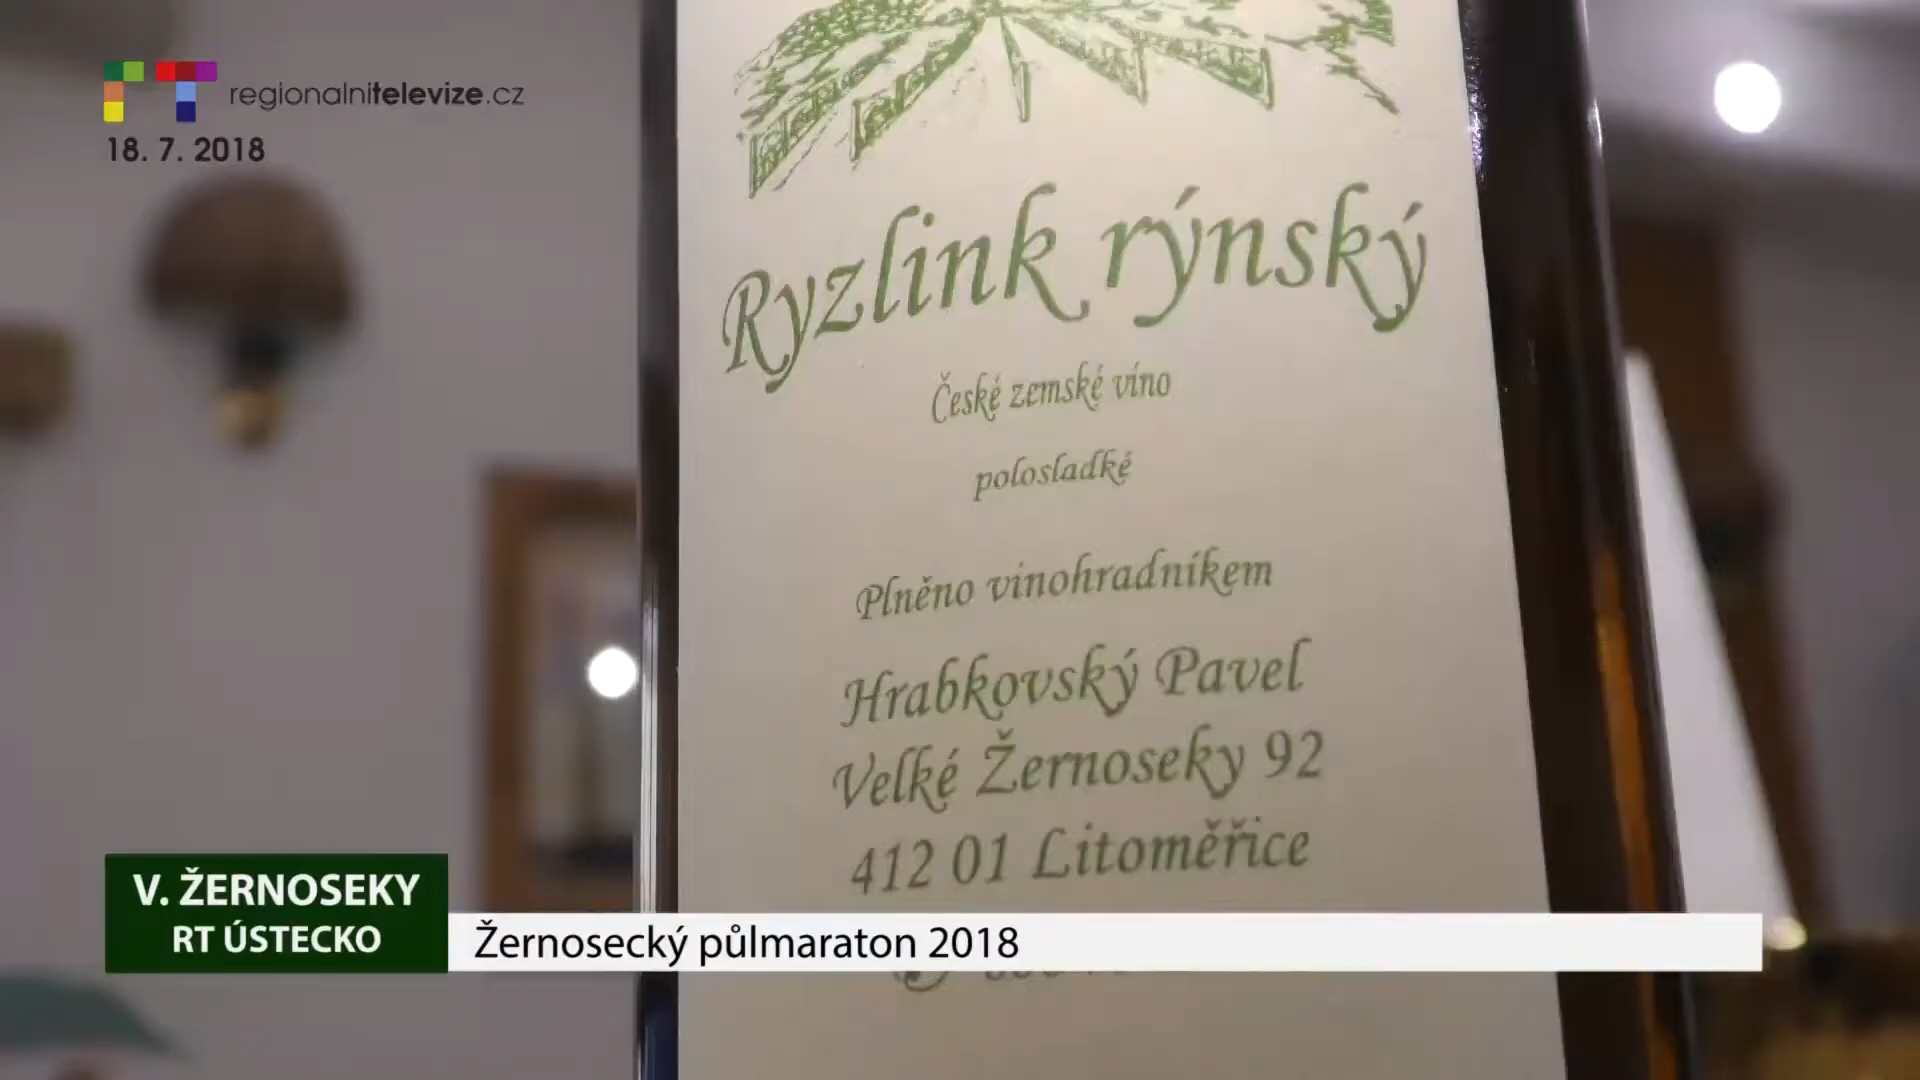 regionalnitelevize.cz
18. 7. 2018
Ryzlink rýnský
České zemské víno
polosladké
Plněno vinohradníkem
Hrabkovský Pavel
Velké Žernoseky 92
412 01 Litoměřice
V. ŽERNOSEKY
RT ÚSTECKO
Žernosecký půlmaraton 2018